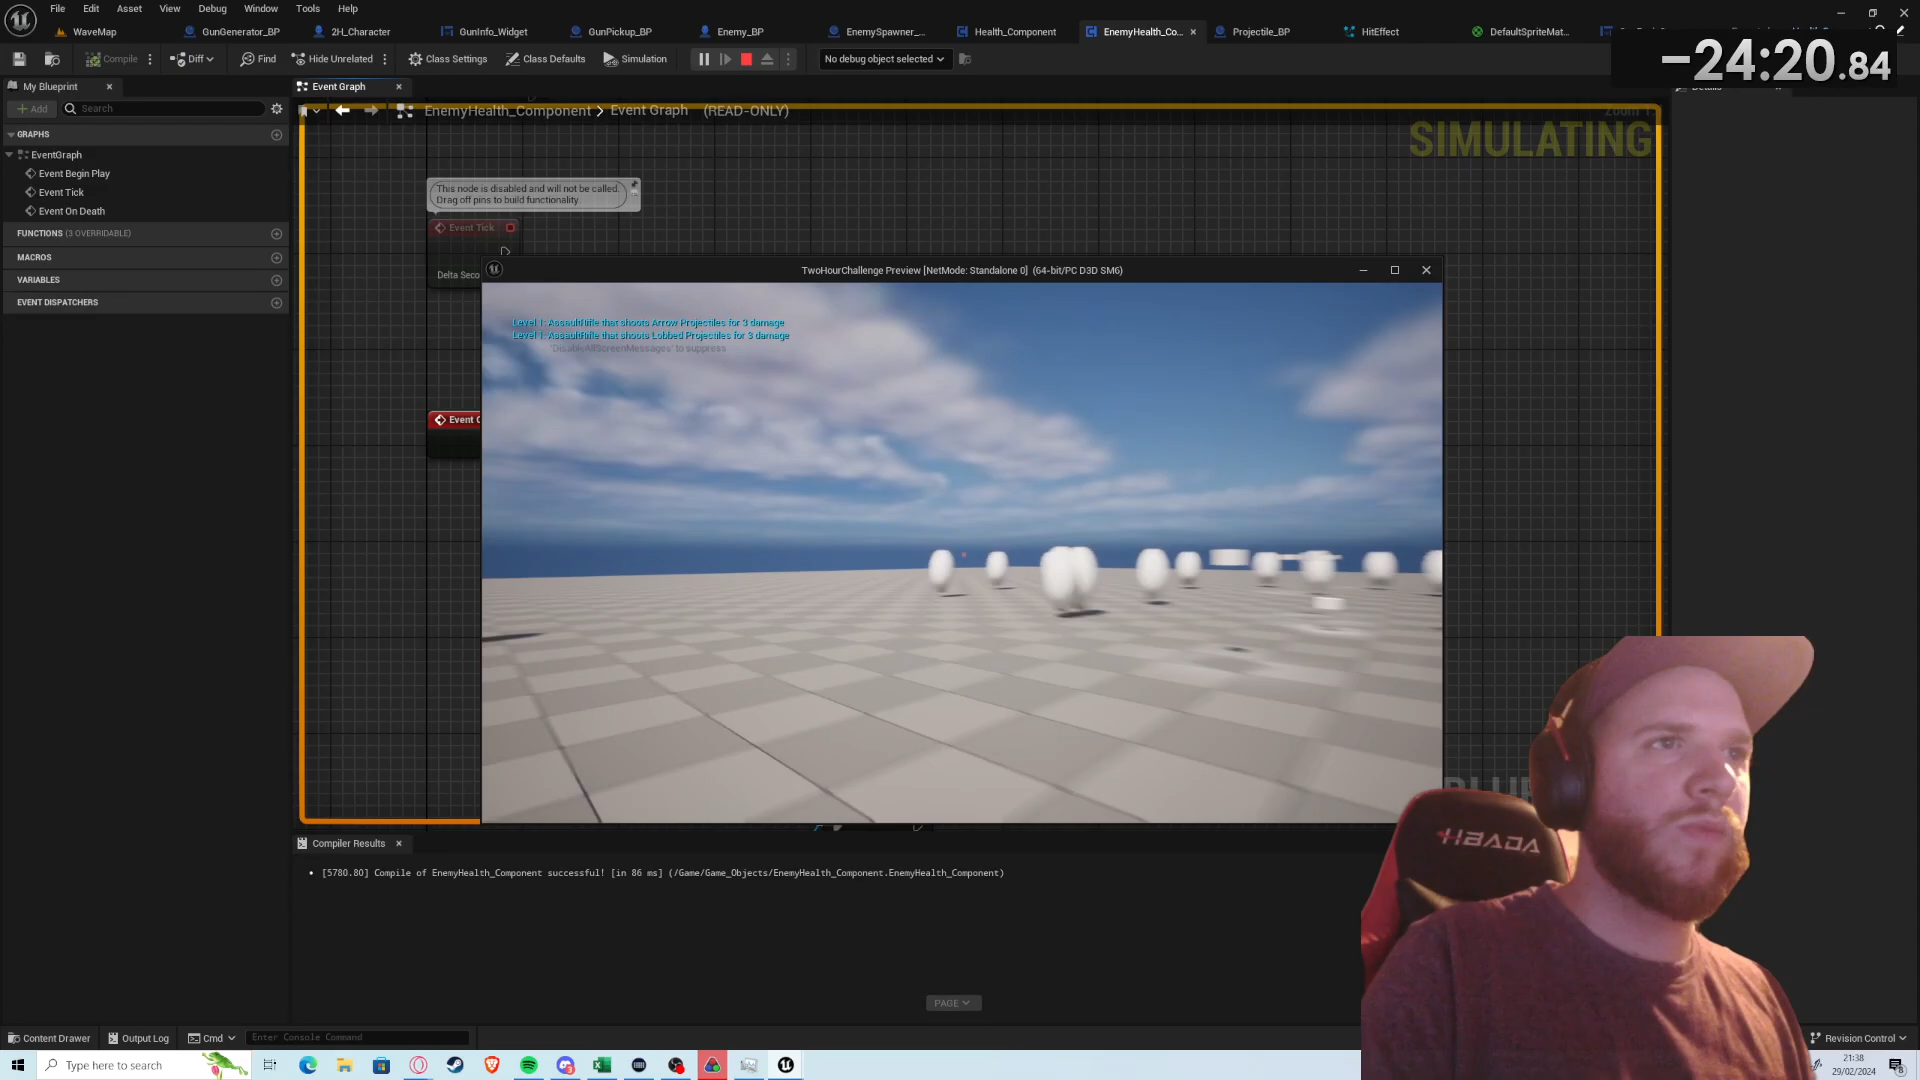 File Edit Asset View Debug Window Tools Help
WaveMap GunGenerator_BP 2H_Character GunInfo_Widget GunPickup_BP Enemy_BP EnemySpawner_... Health_Component EnemyHealth_Co... Projectile_BP HitEffect DefaultSpriteMat...
Compile Diff Find Hide Unrelated Class Settings Class Defaults Simulation No debug object selected
-24:20.84
My Blueprint
Event Graph
Add Search
EnemyHealth_Component > Event Graph (READ-ONLY)
SIMULATING
GRAPHS
EventGraph
Event Begin Play
Event Tick
Event On Death
FUNCTIONS (3 OVERRIDABLE)
MACROS
VARIABLES
EVENT DISPATCHERS
This node is disabled and will not be called.
Drag off pins to build functionality.
Event Tick
Delta Seco
Event
TwoHourChallenge Preview [NetMode: Standalone 0] (64-bit/PC D3D SM6)
Level 1: AssaultRifle that shoots Arrow Projectiles for 3 damage
Level 1: AssaultRifle that shoots Lobbed Projectiles for 3 damage
'DisableAllScreenMessages' to suppress
HBADA
Compiler Results
[5780.80] Compile of EnemyHealth_Component successful! [in 86 ms] (/Game/Game_Objects/EnemyHealth_Component.EnemyHealth_Component)
PAGE
Content Drawer Output Log Cmd Enter Console Command Revision Control
Type here to search
21:38
29/02/2024